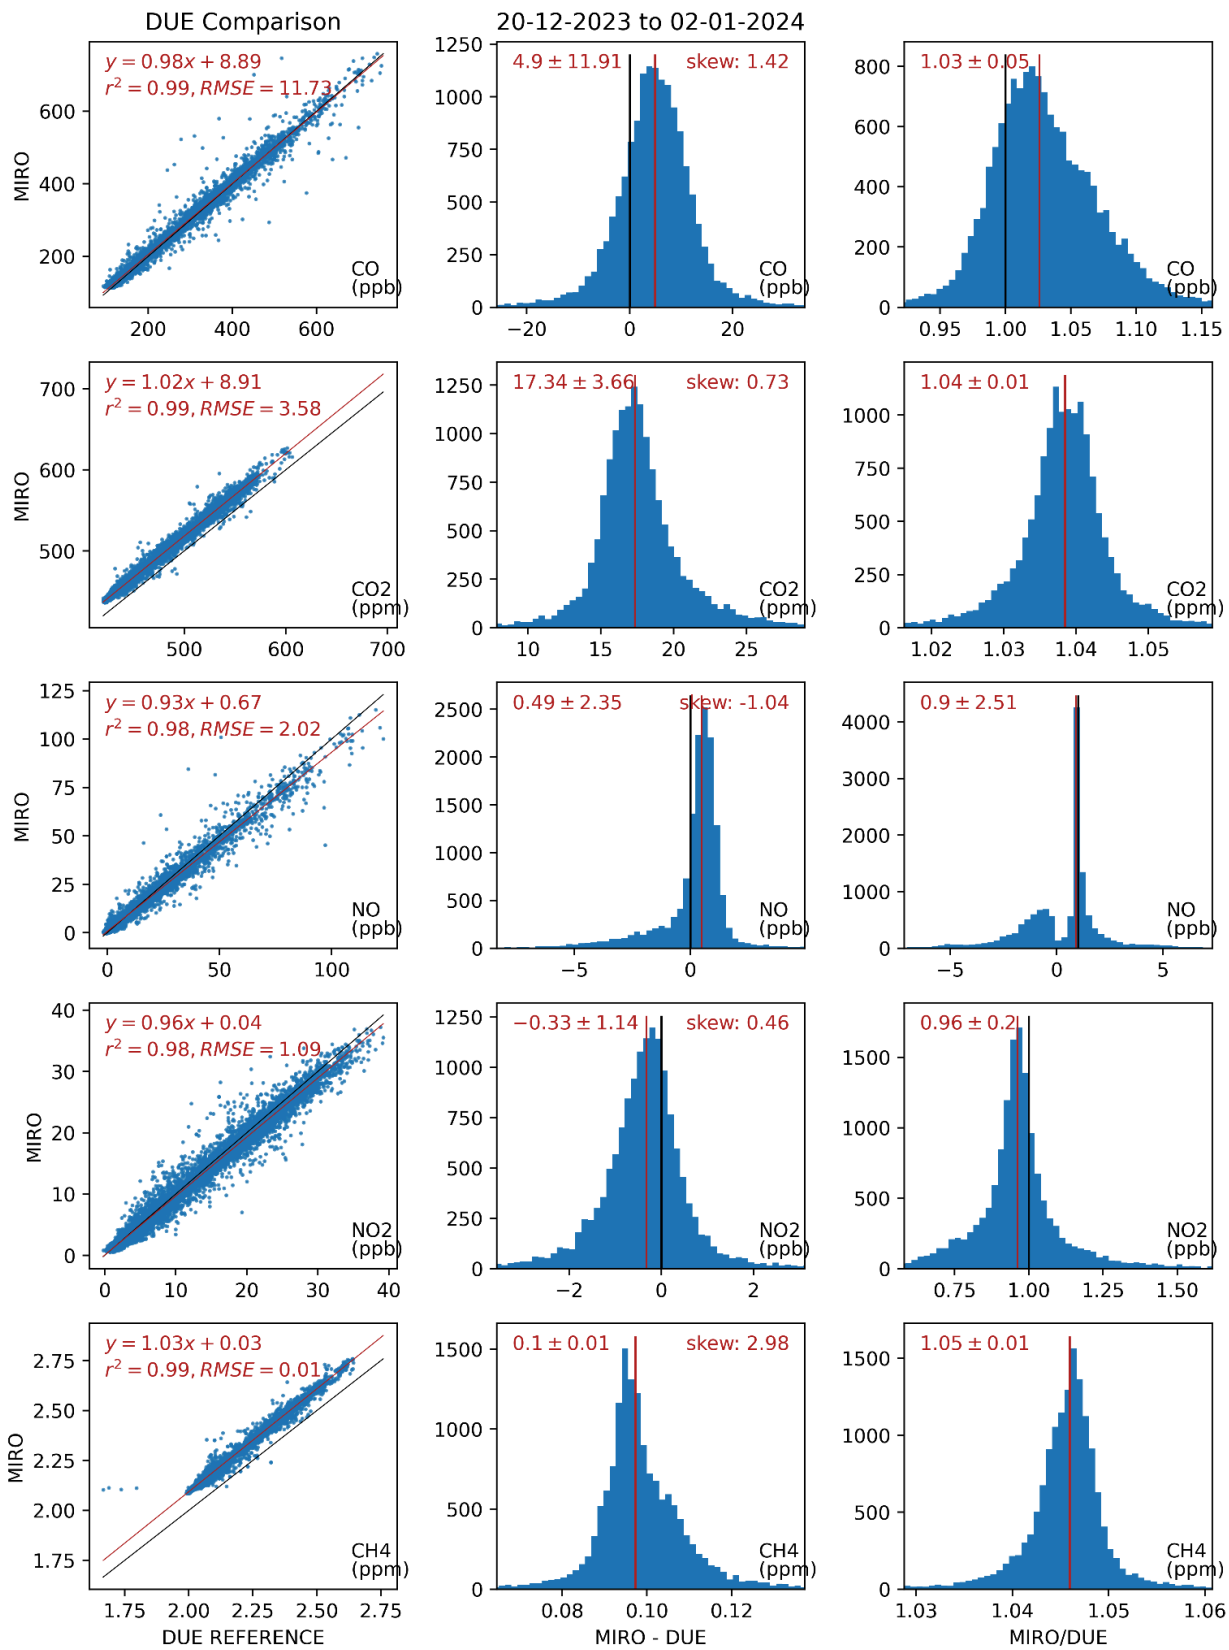 DUE Comparison
20-12-2023 to 02-01-2024
y = 0.98x + 8.89
r² = 0.99, RMSE = 11.73
MIRO
600
400
200
200 400 600
CO
(ppb)
4.9 ± 11.91
skew: 1.42
1250
1000
750
500
250
0
−20 0 20
CO
(ppb)
1.03 ± 0.05
800
600
400
200
0
0.95 1.00 1.05 1.10 1.15
CO
(ppb)
y = 1.02x + 8.91
r² = 0.99, RMSE = 3.58
MIRO
700
600
500
500 600 700
CO2
(ppm)
17.34 ± 3.66
skew: 0.73
1250
1000
750
500
250
0
10 15 20 25
CO2
(ppm)
1.04 ± 0.01
1000
750
500
250
0
1.02 1.03 1.04 1.05
CO2
(ppm)
y = 0.93x + 0.67
r² = 0.98, RMSE = 2.02
MIRO
125
100
75
50
25
0
0 50 100
NO
(ppb)
0.49 ± 2.35
skew: -1.04
2500
2000
1500
1000
500
0
−5 0
NO
(ppb)
0.9 ± 2.51
4000
3000
2000
1000
0
−5 0 5
NO
(ppb)
y = 0.96x + 0.04
r² = 0.98, RMSE = 1.09
MIRO
40
30
20
10
0
0 10 20 30 40
NO2
(ppb)
−0.33 ± 1.14
skew: 0.46
1250
1000
750
500
250
0
−2 0 2
NO2
(ppb)
0.96 ± 0.2
1500
1000
500
0
0.75 1.00 1.25 1.50
NO2
(ppb)
y = 1.03x + 0.03
r² = 0.99, RMSE = 0.01
MIRO
2.75
2.50
2.25
2.00
1.75
1.75 2.00 2.25 2.50 2.75
DUE REFERENCE
CH4
(ppm)
0.1 ± 0.01
skew: 2.98
1500
1000
500
0
0.08 0.10 0.12
MIRO - DUE
CH4
(ppm)
1.05 ± 0.01
1500
1000
500
0
1.03 1.04 1.05 1.06
MIRO/DUE
CH4
(ppm)